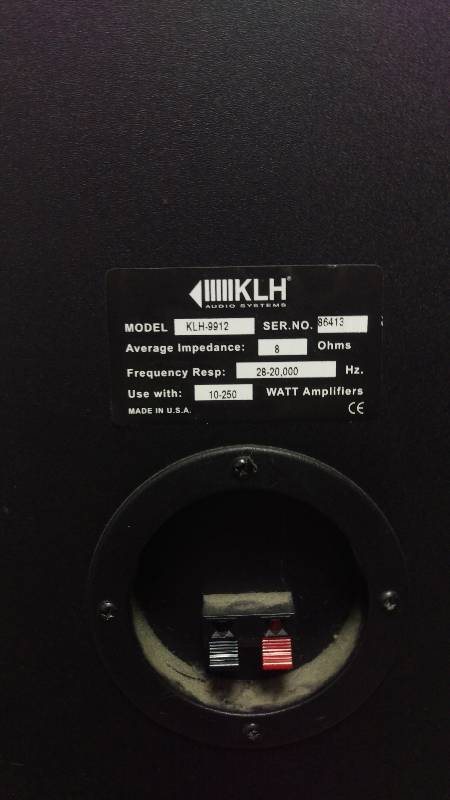 KLH®
AUDIO SYSTEMS
MODEL KLH-9912 SER.NO. 86413
Average Impedance: 8 Ohms
Frequency Resp: 28-20,000 Hz.
Use with: 10-250 WATT Amplifiers
MADE IN U.S.A. CE